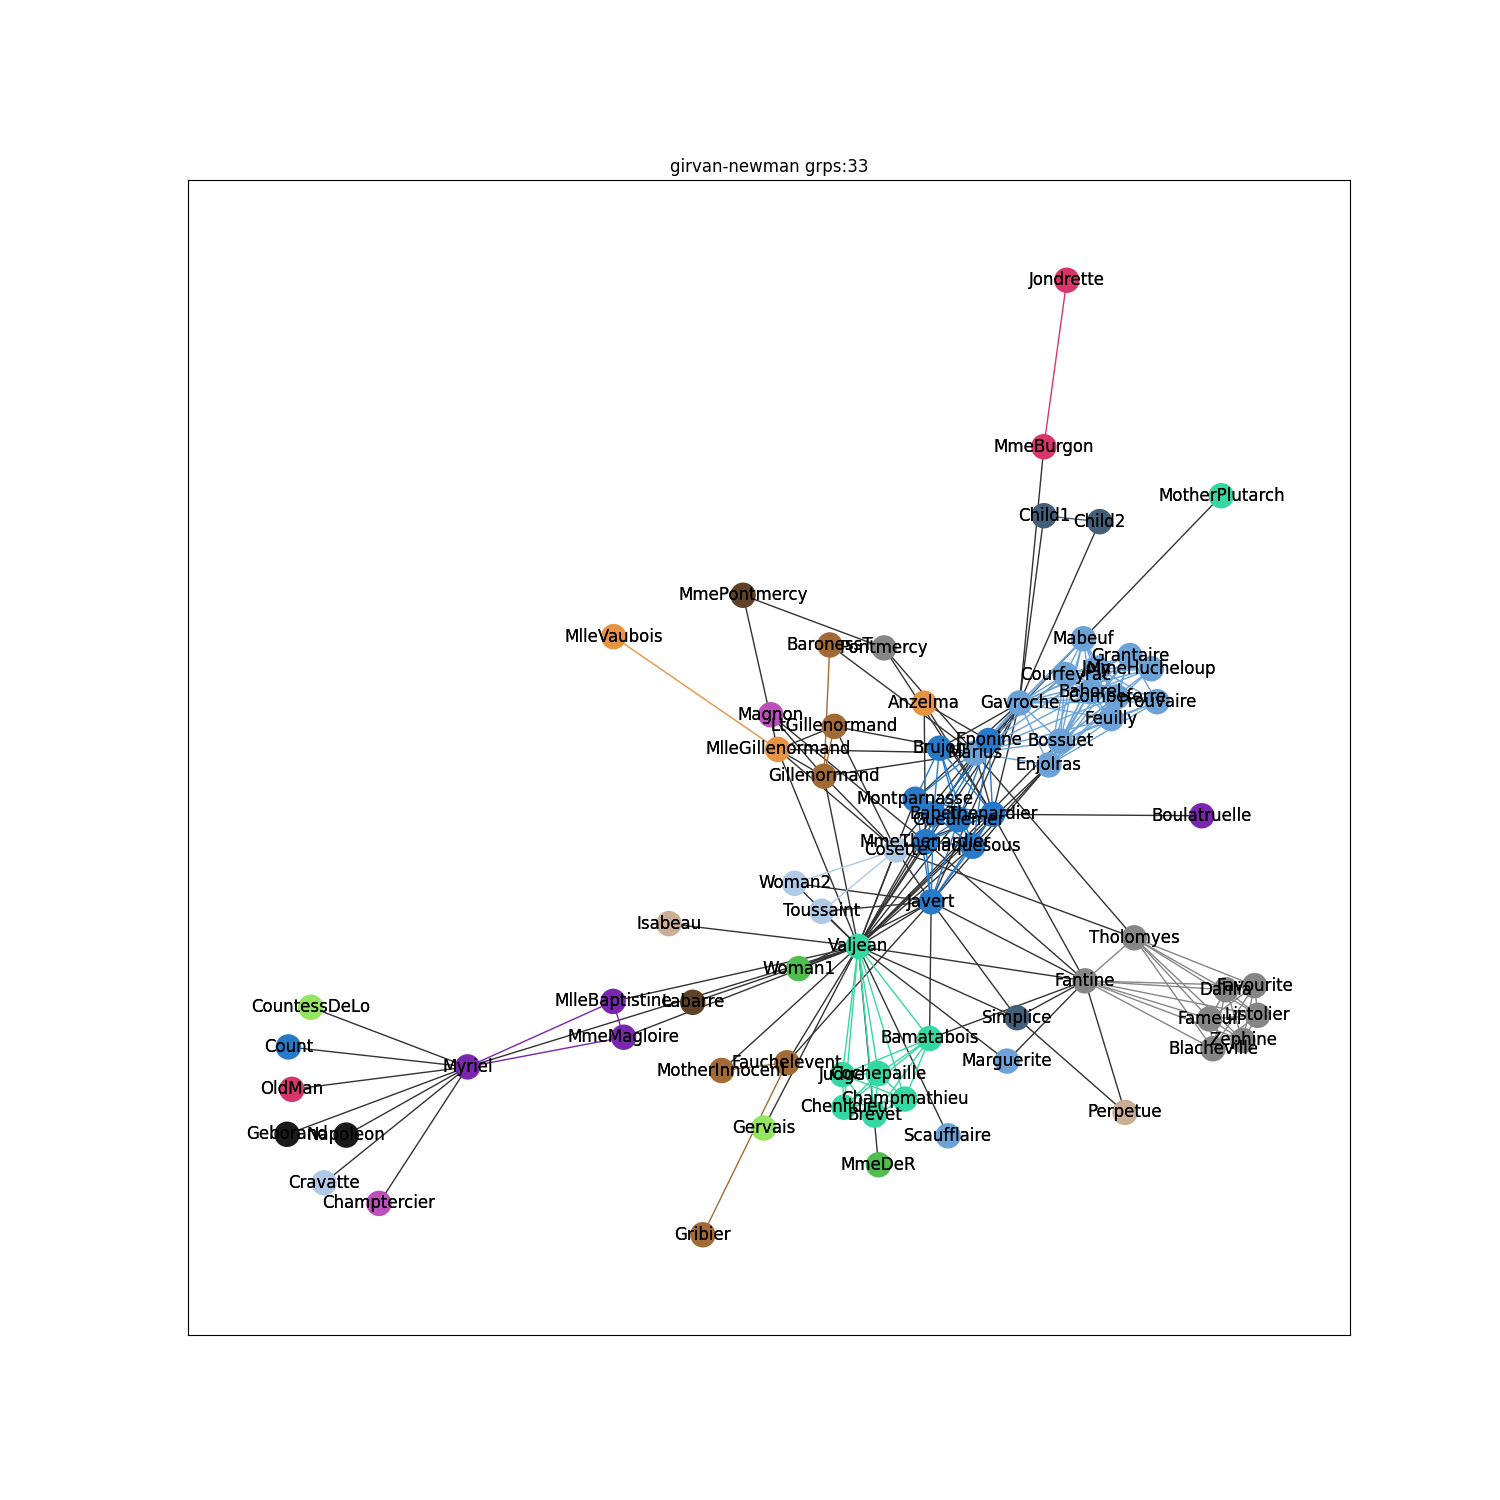 girvan-newman grps:33
Jondrette
MmeBurgon
MotherPlutarch
Child1
Child2
MmePontmercy
MlleVaubois
BaronessT
Pontmercy
Mabeuf
Grantaire
Joly
MmeHucheloup
Courfeyrac
Bahorel
Combeferre
Prouvaire
Anzelma
Gavroche
Magnon
LtGillenormand
Feuilly
MlleGillenormand
Brujon
Eponine
Bossuet
Marius
Enjolras
Gillenormand
Montparnasse
Babet
Thenardier
Gueulemer
Boulatruelle
MmeThenardier
Claquesous
Cosette
Woman2
Javert
Toussaint
Isabeau
Valjean
Tholomyes
Woman1
Fantine
Dahlia
Favourite
MlleBaptistine
Labarre
CountessDeLo
Simplice
Fameuil
Listolier
MmeMagloire
Bamatabois
Zephine
Count
Blacheville
Myriel
MotherInnocent
Fauchelevent
Marguerite
Judge
Cochepaille
OldMan
Champmathieu
Chenildieu
Brevet
Perpetue
Gervais
Geborand
Napoleon
Scaufflaire
MmeDeR
Cravatte
Champtercier
Gribier